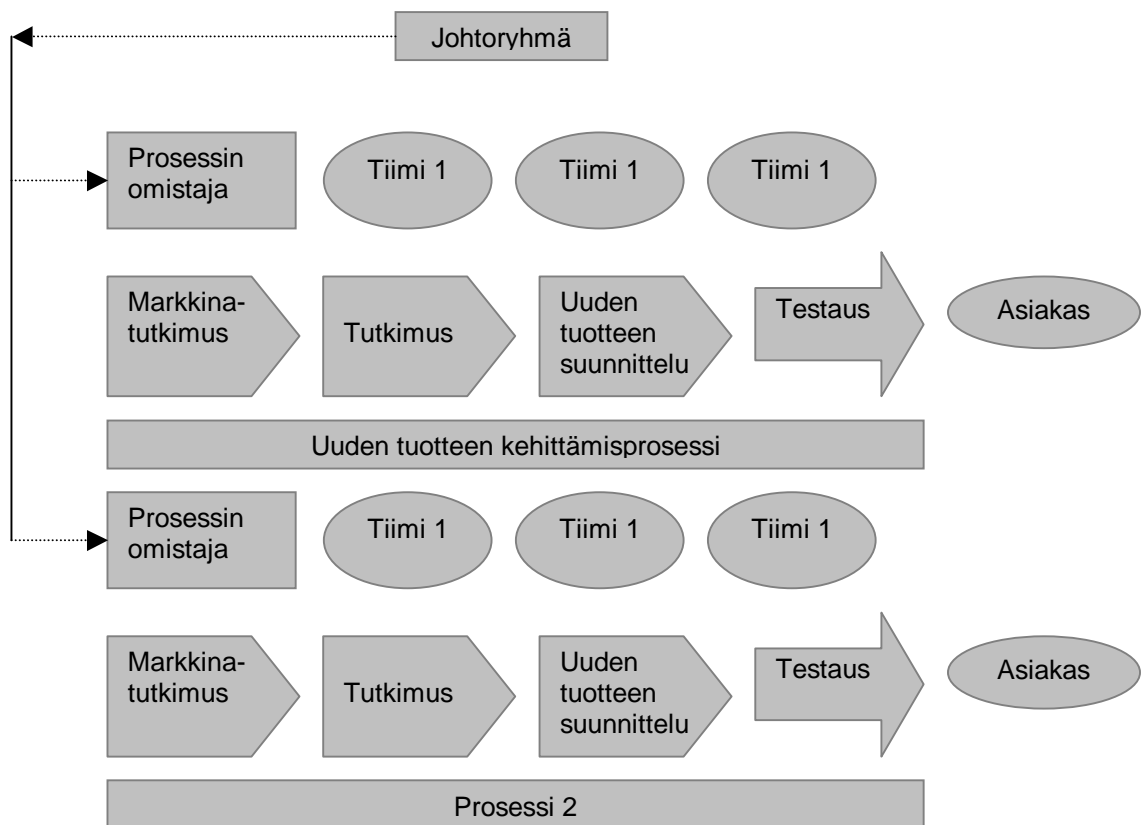 Johtoryhmä
Prosessin
omistaja
Tiimi 1
Tiimi 1
Tiimi 1
Markkina-
tutkimus
Tutkimus
Uuden
tuotteen
suunnittelu
Testaus
Asiakas
Uuden tuotteen kehittämisprosessi
Prosessin
omistaja
Tiimi 1
Tiimi 1
Tiimi 1
Markkina-
tutkimus
Tutkimus
Uuden
tuotteen
suunnittelu
Testaus
Asiakas
Prosessi 2